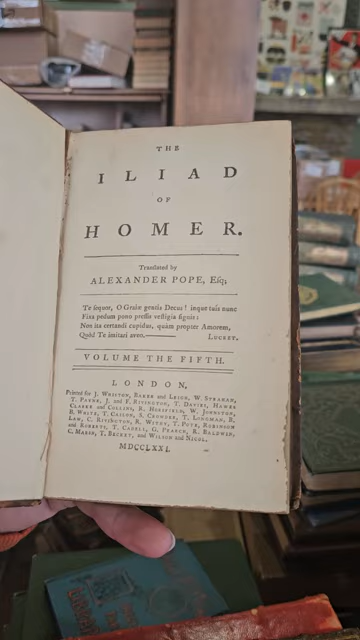 THE
ILIAD
OF
HOMER.
Translated by
ALEXANDER POPE, Esq;
Te sequor, O Graiæ gentis Decus! inque tuis nunc
Fixa pedum pono pressis vestigia signis:
Non ita certandi cupidus, quam propter Amorem,
Quòd Te imitari aveo.
LUCRET.
VOLUME THE FIFTH.
LONDON,
Printed for J. WHISTON, BAKER and LEIGH, W. STRAHAN,
T. PAYNE, J. and F. RIVINGTON, T. DAVIES, HAWES
CLARKE and COLLINS, R. HORSFIELD, W. JOHNSTON,
B. WHITE, T. CASLON, S. CROWDER, T. LONGMAN, B.
LAW, C. RIVINGTON, R. WITHY, T. POTE, ROBINSON
and ROBERTS, T. CADELL, G. PEARCH, R. BALDWIN,
C. MARSH, T. BECKET, and WILSON and NICOL.
MDCCLXXI.